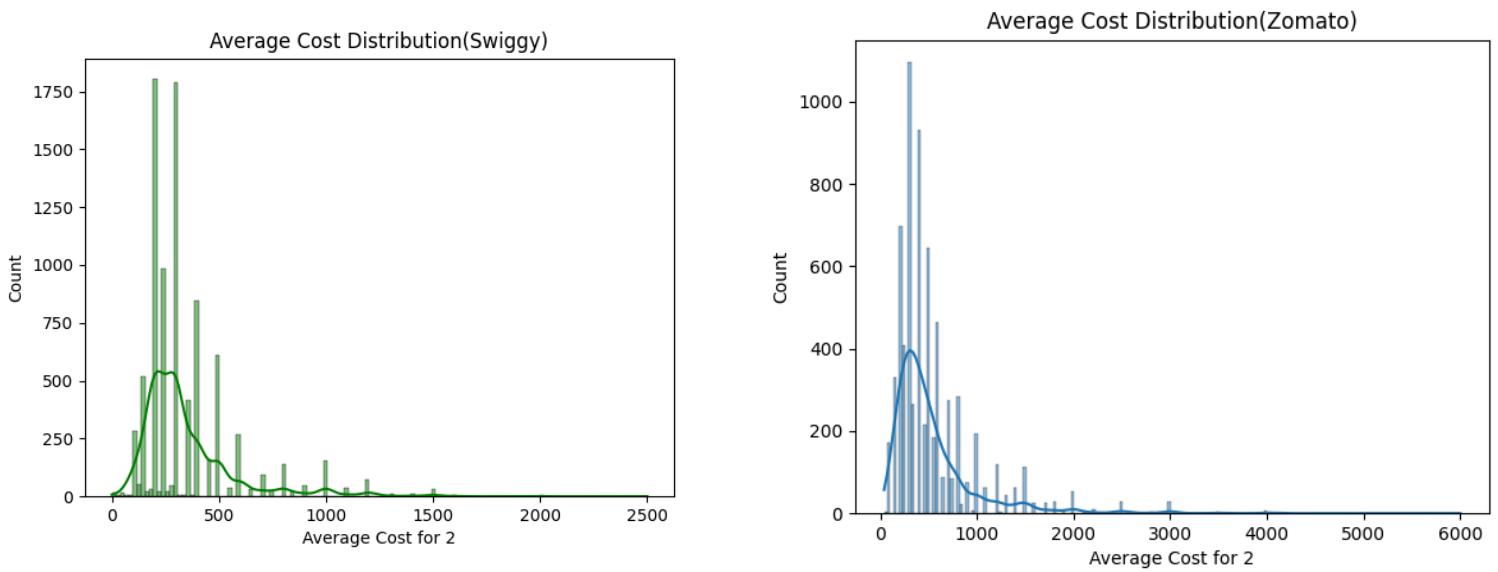 Average Cost Distribution(Swiggy)
1750
1500
1250
1000
750
500
250
0
Count
0 500 1000 1500 2000 2500
Average Cost for 2
Average Cost Distribution(Zomato)
1000
800
600
400
200
0
Count
0 1000 2000 3000 4000 5000 6000
Average Cost for 2